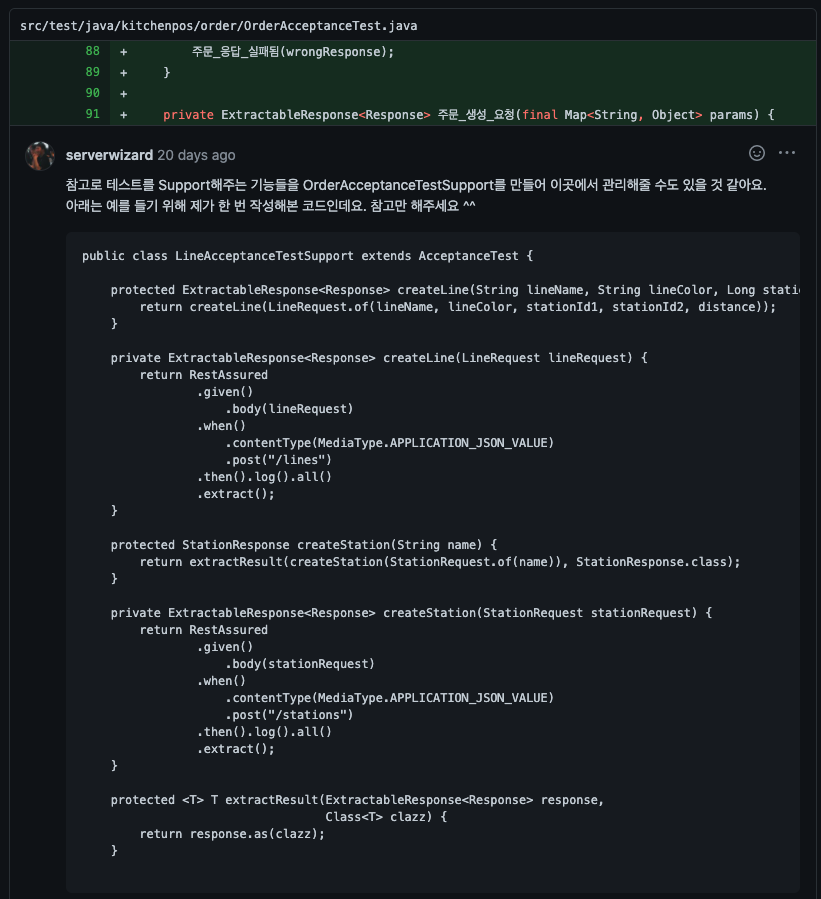 src/test/java/kitchenpos/order/OrderAcceptanceTest.java
88 + 주문_응답_실패됨(wrongResponse);
89 + }
90 +
91 + private ExtractableResponse<Response> 주문_생성_요청(final Map<String, Object> params) {
serverwizard 20 days ago
참고로 테스트를 Support해주는 기능들을 OrderAcceptanceTestSupport를 만들어 이곳에서 관리해줄 수도 있을 것 같아요.
아래는 예를 들기 위해 제가 한 번 작성해본 코드인데요. 참고만 해주세요 ^^
public class LineAcceptanceTestSupport extends AcceptanceTest {
protected ExtractableResponse<Response> createLine(String lineName, String lineColor, Long
return createLine(LineRequest.of(lineName, lineColor, stationId1, stationId2, distance));
}
private ExtractableResponse<Response> createLine(LineRequest lineRequest) {
return RestAssured
.given()
.body(lineRequest)
.when()
.contentType(MediaType.APPLICATION_JSON_VALUE)
.post("/lines")
.then().log().all()
.extract();
}
protected StationResponse createStation(String name) {
return extractResult(createStation(StationRequest.of(name)), StationResponse.class);
}
private ExtractableResponse<Response> createStation(StationRequest stationRequest) {
return RestAssured
.given()
.body(stationRequest)
.when()
.contentType(MediaType.APPLICATION_JSON_VALUE)
.post("/stations")
.then().log().all()
.extract();
}
protected <T> T extractResult(ExtractableResponse<Response> response,
Class<T> clazz) {
return response.as(clazz);
}